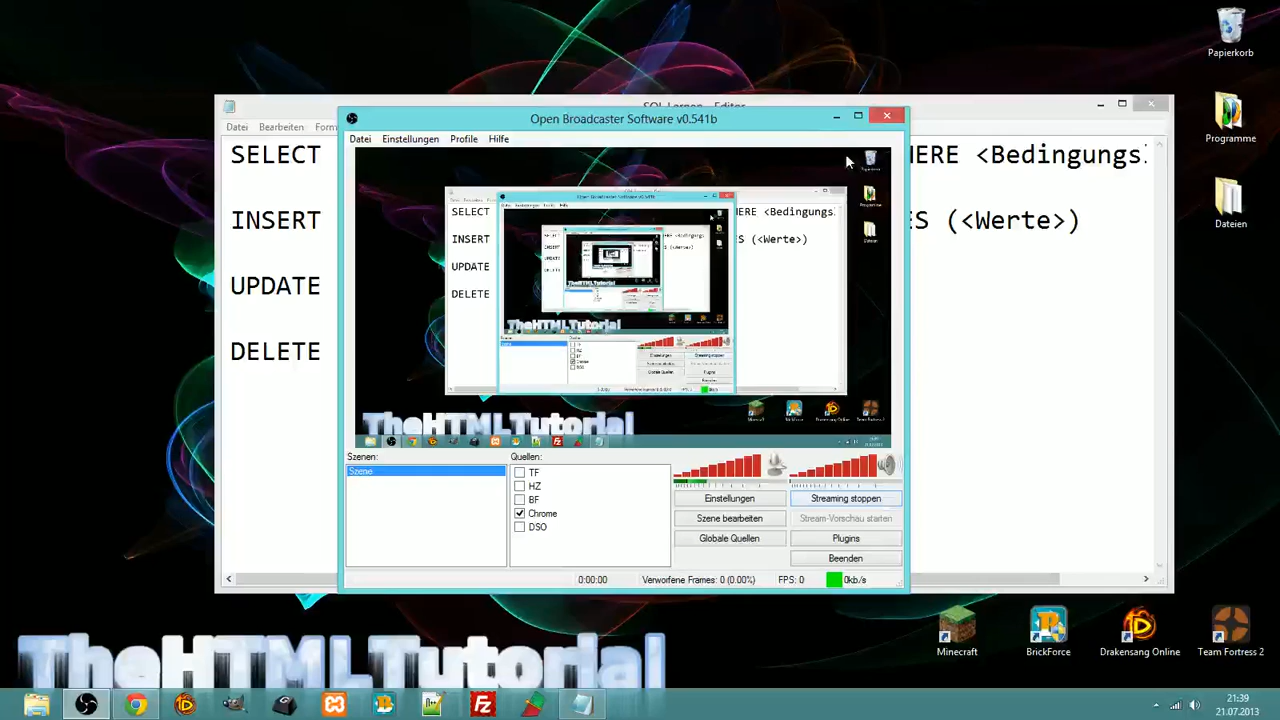 Papierkorb
SQL Lernen - Editor
Open Broadcaster Software v0.541b
Datei Bearbeiten Form
Datei Einstellungen Profile Hilfe
Programme
SELECT
HERE <Bedingungs
SELECT
HERE <Bedingungs.
INSERT
ES (<Werte>)
INSERT
S (<Werte>)
Dateien
UPDATE
UPDATE
DELETE
DELETE
TheHTMLTutorial
TheHTMLTutorial
Szenen:
Quellen:
Szene
TF
HZ
BF
Chrome
DSO
Einstellungen
Streaming stoppen
Szene bearbeiten
Stream-Vorschau starten
Globale Quellen
Plugins
Beenden
0:00:00
Verworfene Frames: 0 (0.00%)
FPS: 0
0kb/s
TheHTMLTutorial
Minecraft
BrickForce
Drakensang Online
Team Fortress 2
21:39
21.07.2013